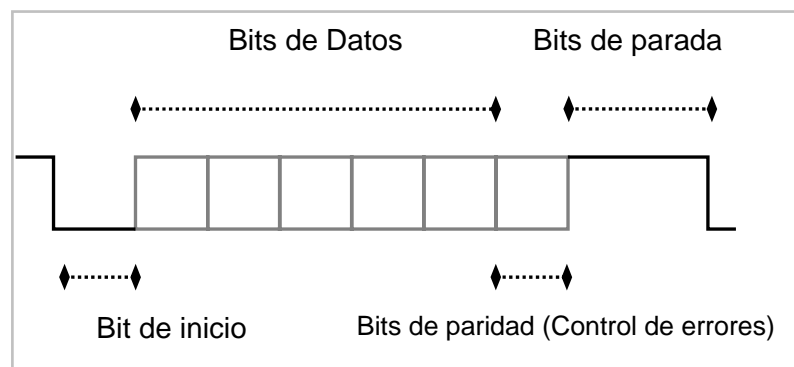 Bits de Datos
Bits de parada
Bit de inicio
Bits de paridad (Control de errores)